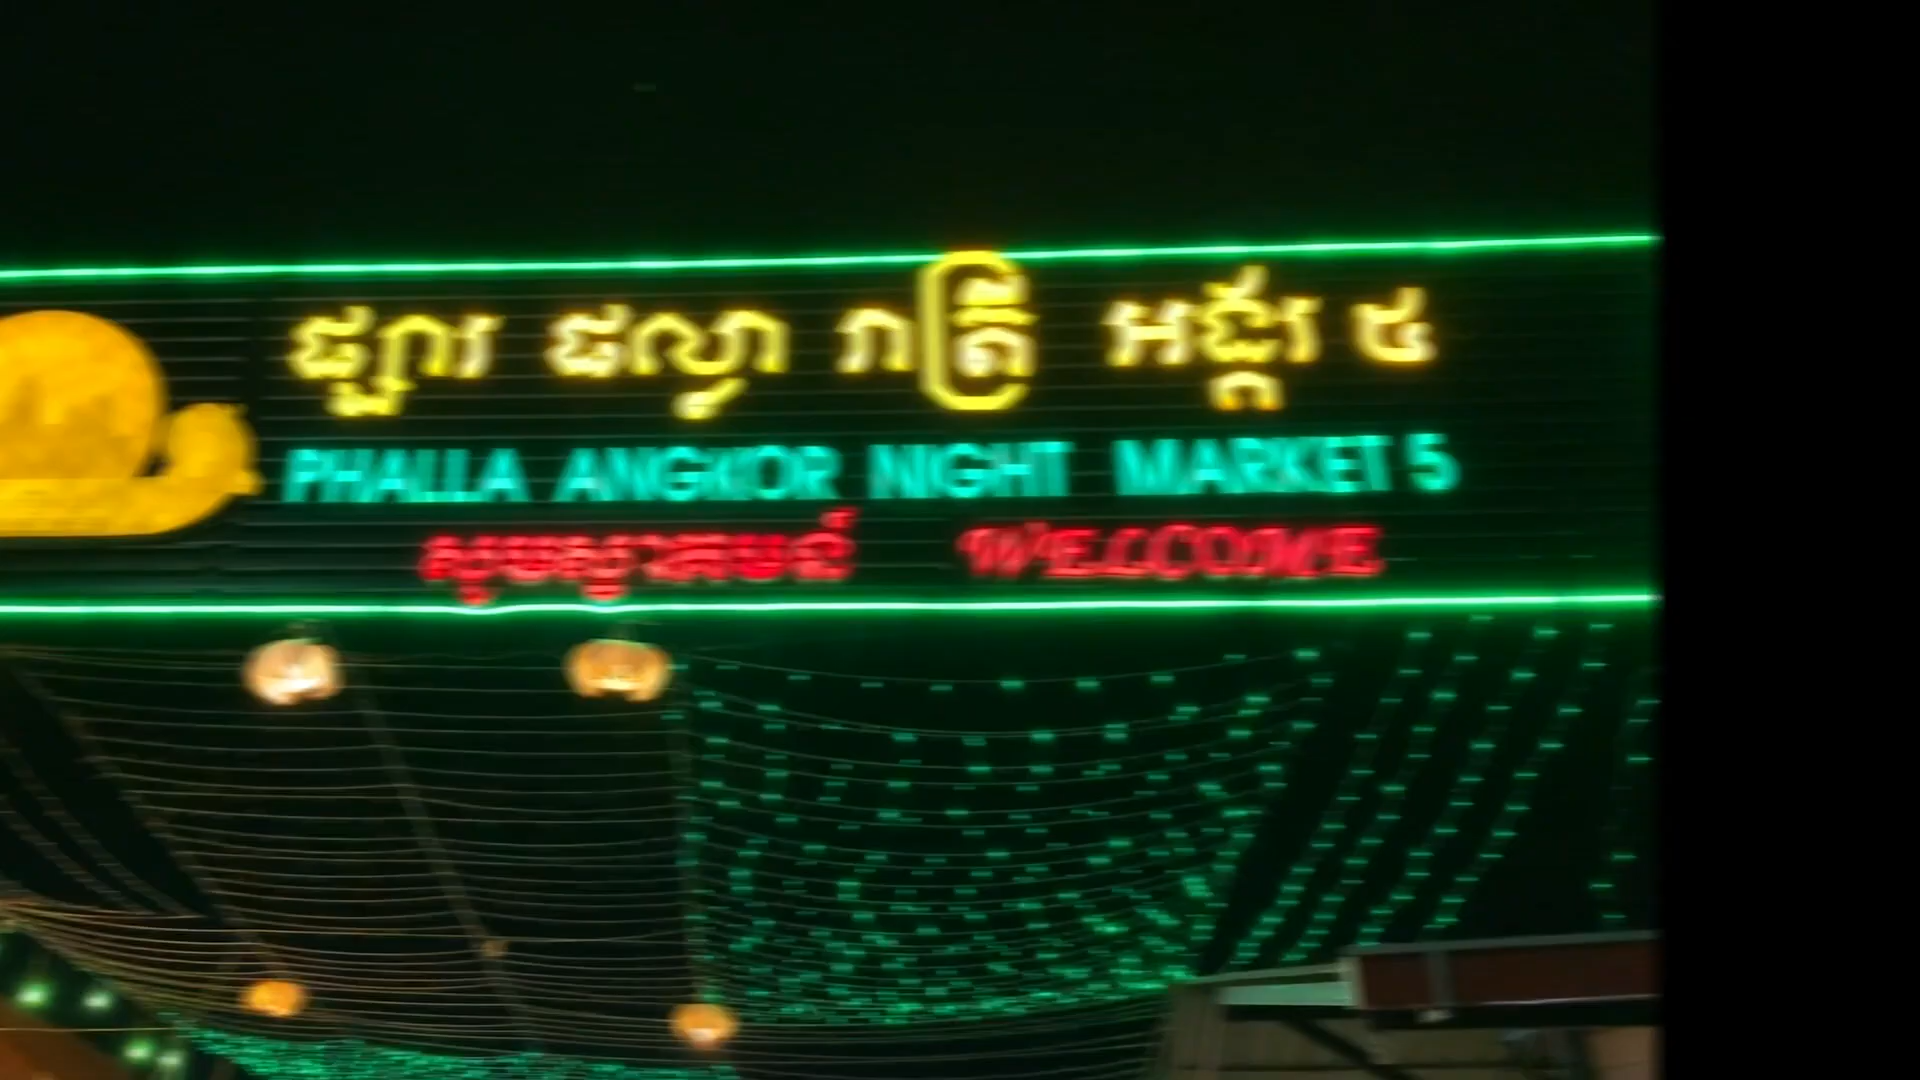 ផ្សារ ផល្លា រាត្រី អង្គរ ៥
PHALLA ANGKOR NIGHT MARKET 5
សូមស្វាគមន៍ WELCOME